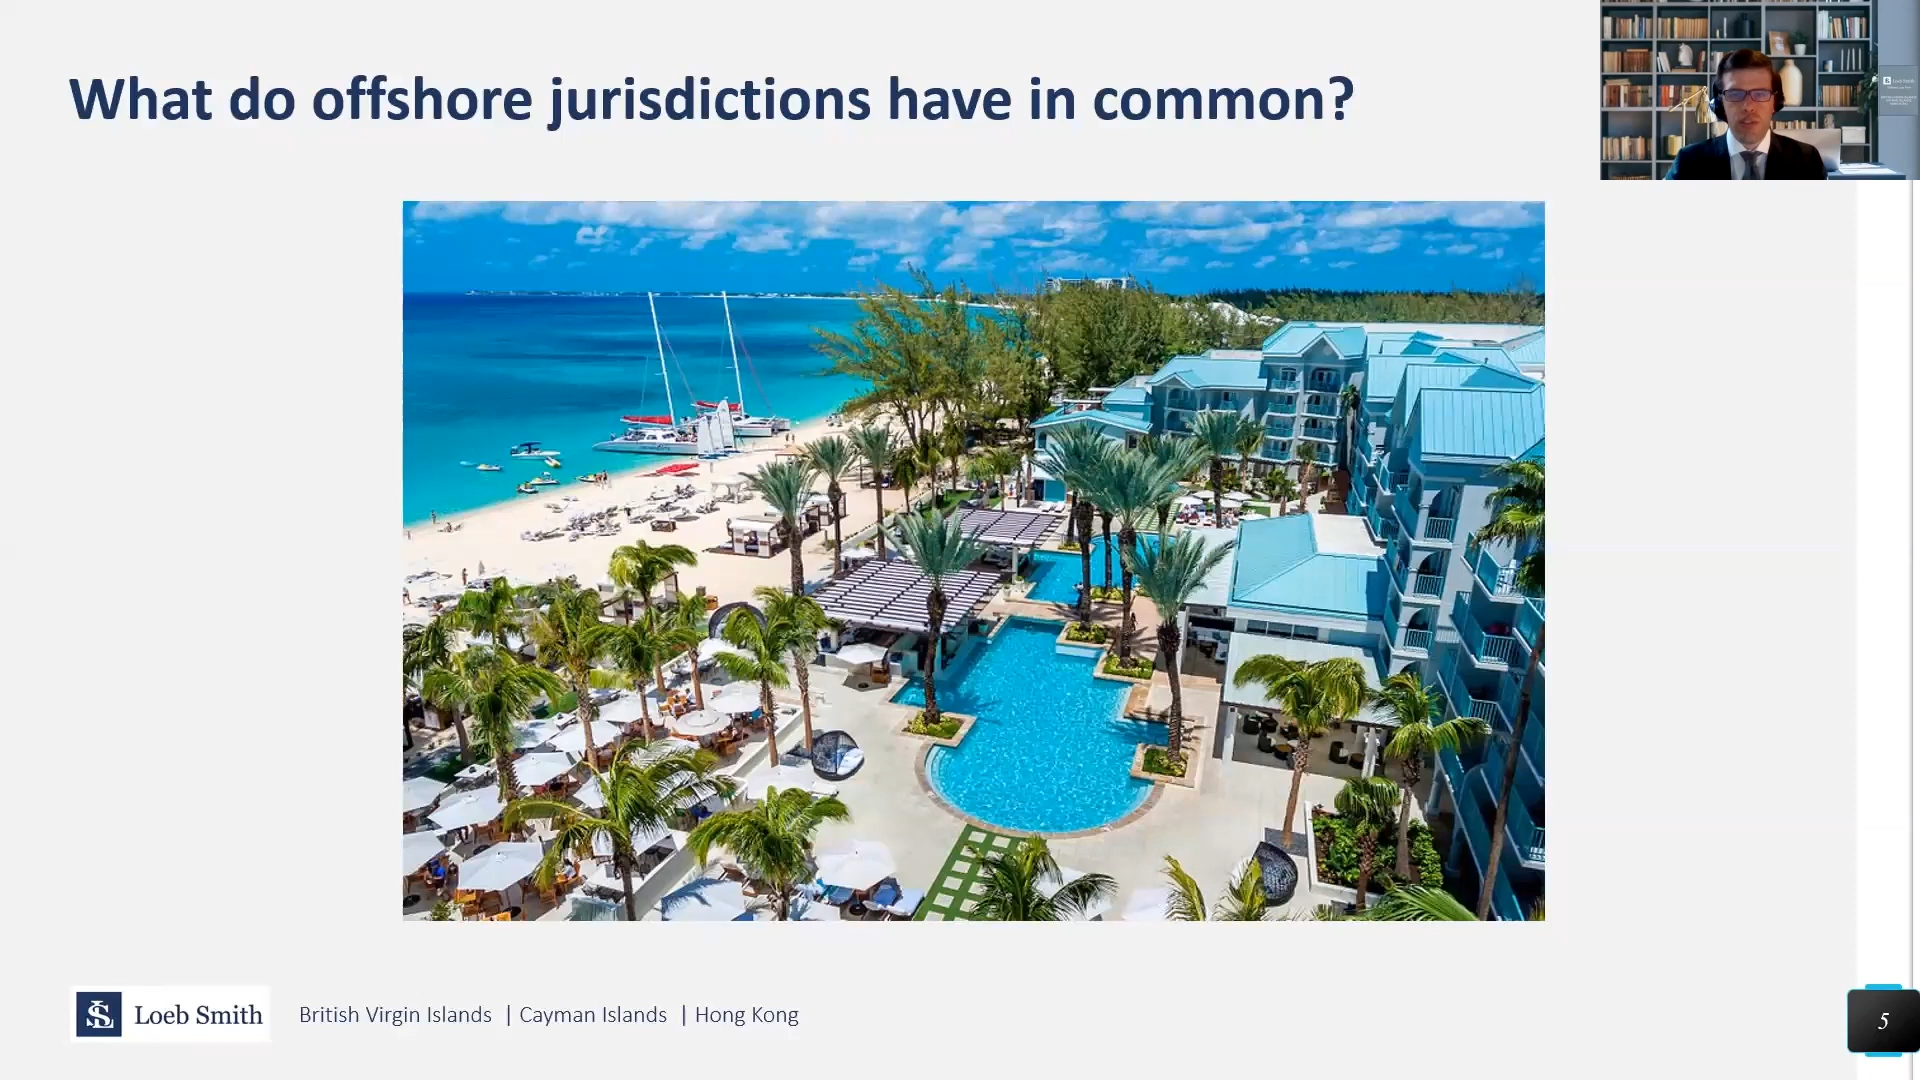 What do offshore jurisdictions have in common?
Loeb Smith
British Virgin Islands | Cayman Islands | Hong Kong
5